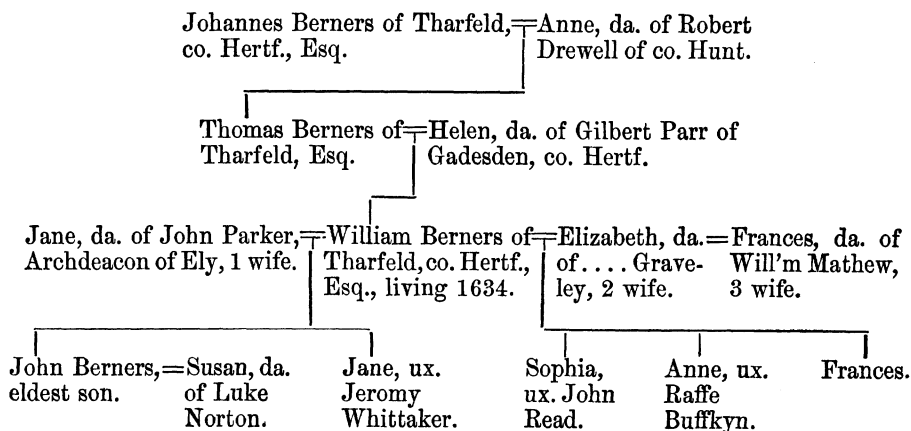 Johannes Berners of Tharfeld,=Anne, da. of Robert
co. Hertf., Esq. Drewell of co. Hunt.
Thomas Berners of=Helen, da. of Gilbert Parr of
Tharfeld, Esq. Gadesden, co. Hertf.
Jane, da. of John Parker,=William Berners of=Elizabeth, da.=Frances, da. of
Archdeacon of Ely, 1 wife. Tharfeld, co. Hertf., of .... Grave- Will'm Mathew,
Esq., living 1634. ley, 2 wife. 3 wife.
John Berners,=Susan, da. Jane, ux. Sophia, Anne, ux. Frances.
eldest son. of Luke Jeromy ux. John Raffe
Norton. Whittaker. Read. Buffkyn.